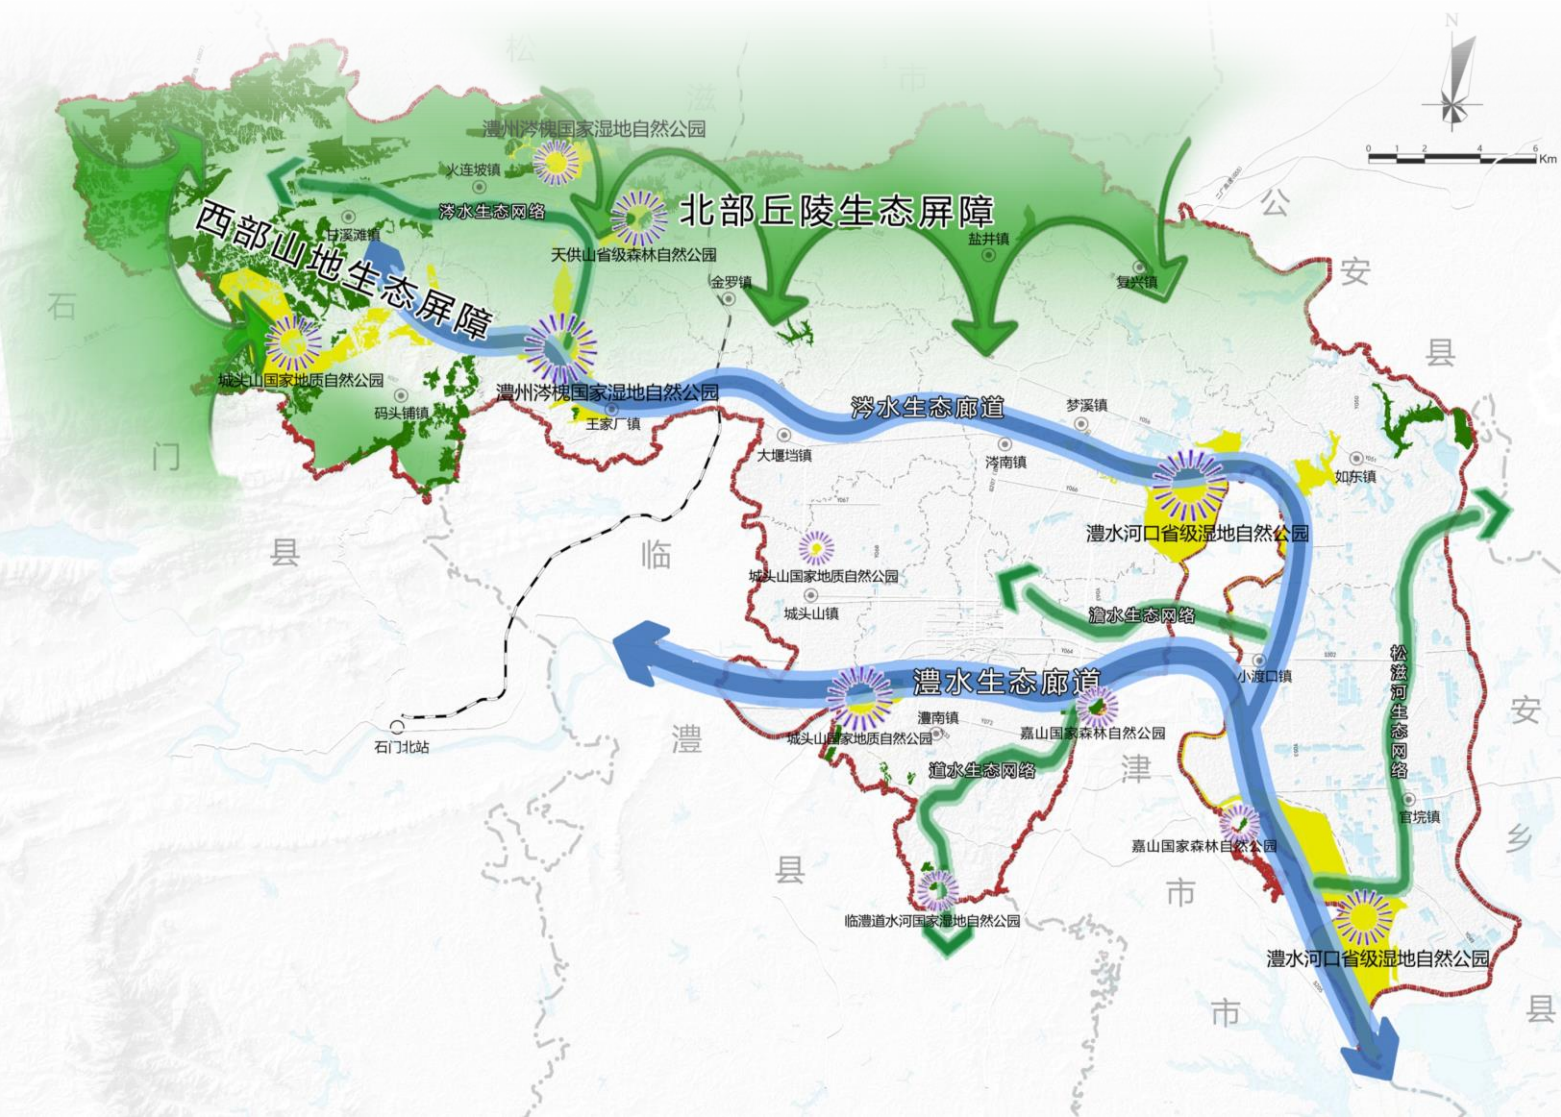 松
滋
市
N
0 1 2 4 6
Km
澧州涔槐国家湿地自然公园
火连坡镇
公
涔水生态网络
西部山地生态屏障
甘溪滩镇
北部丘陵生态屏障
天供山省级森林自然公园
盐井镇
安
金罗镇
复兴镇
石
县
城头山国家地质自然公园
澧州涔槐国家湿地自然公园
码头铺镇
王家厂镇
涔水生态廊道
梦溪镇
门
大堰垱镇
涔南镇
如东镇
县
临
澧水河口省级湿地自然公园
城头山国家地质自然公园
城头山镇
澹水生态网络
松滋河生态网络
小渡口镇
澧水生态廊道
安
石门北站
澧
澧南镇
城头山国家地质自然公园
嘉山国家森林自然公园
道水生态网络
津
官垸镇
乡
嘉山国家森林自然公园
县
市
临澧道水河国家湿地自然公园
澧水河口省级湿地自然公园
市
县